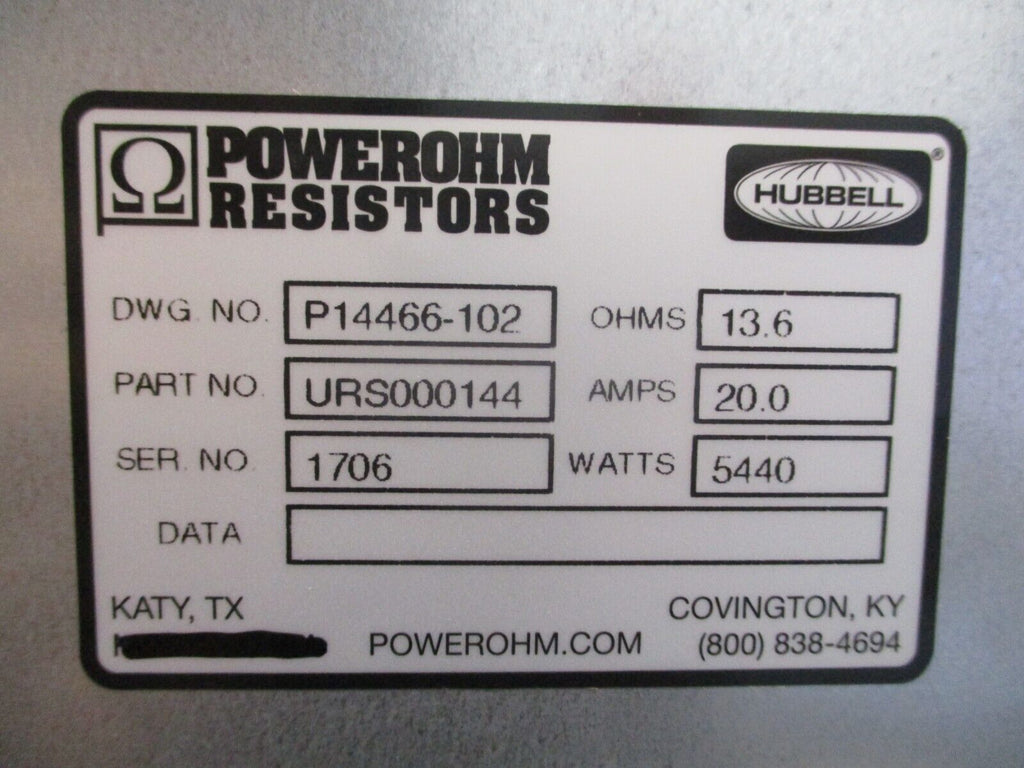 Ω POWEROHM
RESISTORS
HUBBELL®
DWG. NO. P14466-102 OHMS 13.6
PART NO. URS000144 AMPS 20.0
SER. NO. 1706 WATTS 5440
DATA
KATY, TX COVINGTON, KY
POWEROHM.COM (800) 838-4694